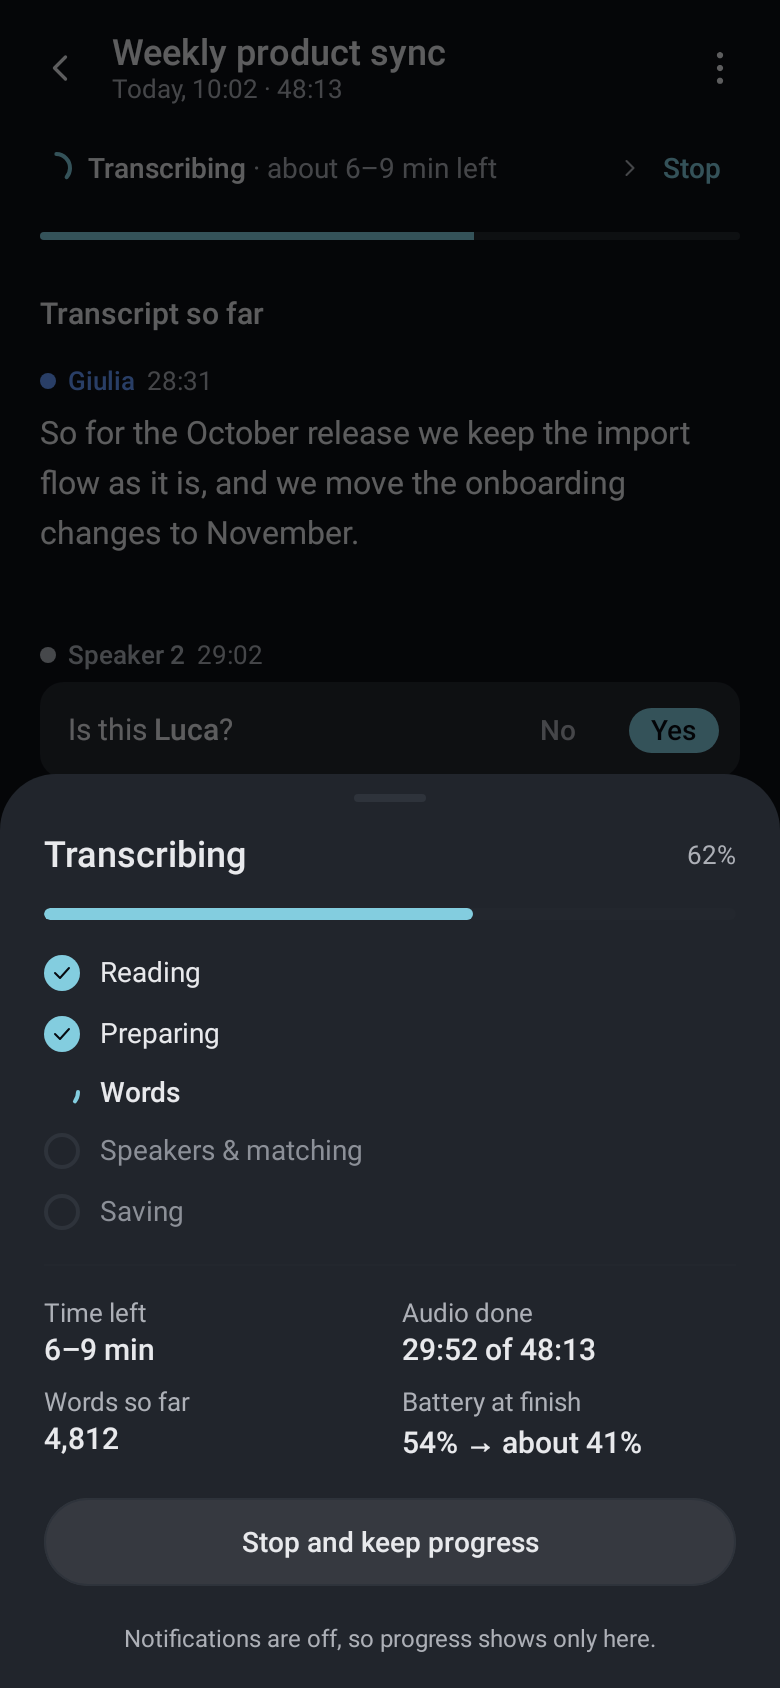 Weekly product sync
Today, 10:02 · 48:13
Transcribing · about 6–9 min left
Stop
Transcript so far
Giulia 28:31
So for the October release we keep the import
flow as it is, and we move the onboarding
changes to November.
Speaker 2 29:02
Is this Luca?
No
Yes
Transcribing
62%
Reading
Preparing
Words
Speakers & matching
Saving
Time left
6–9 min
Audio done
29:52 of 48:13
Words so far
4,812
Battery at finish
54% → about 41%
Stop and keep progress
Notifications are off, so progress shows only here.